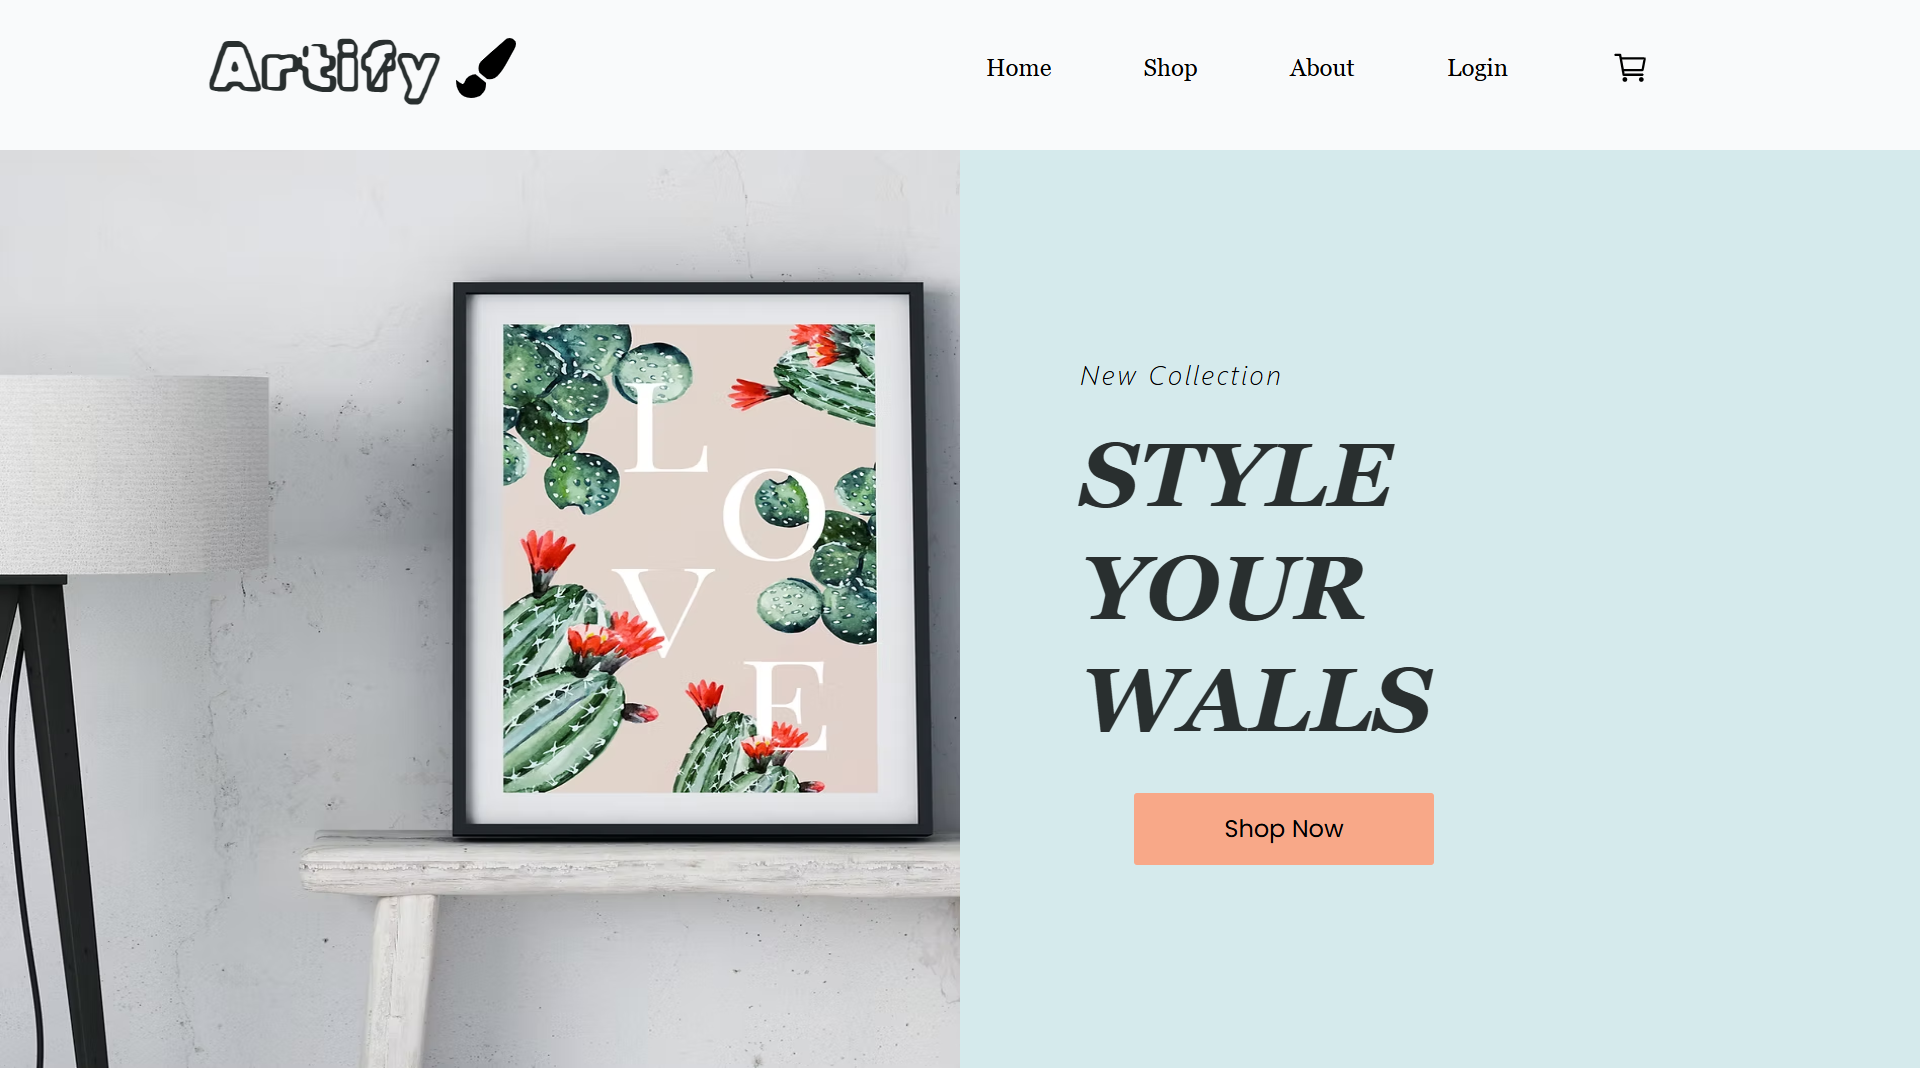 Artify
Home Shop About Login
L
O
V
E
New Collection
STYLE
YOUR
WALLS
Shop Now